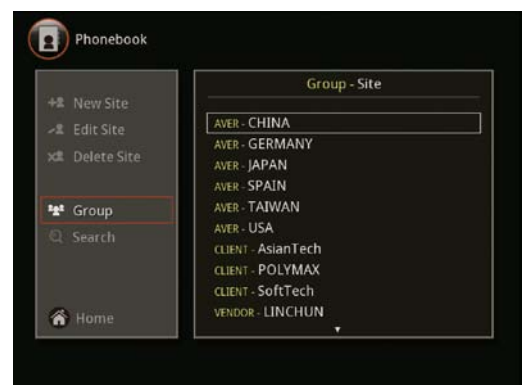 Phonebook
New Site
Edit Site
Delete Site
Group
Search
Home
Group - Site
AVER - CHINA
AVER - GERMANY
AVER - JAPAN
AVER - SPAIN
AVER - TAIWAN
AVER - USA
CLIENT - AsianTech
CLIENT - POLYMAX
CLIENT - SoftTech
VENDOR - LINCHUN